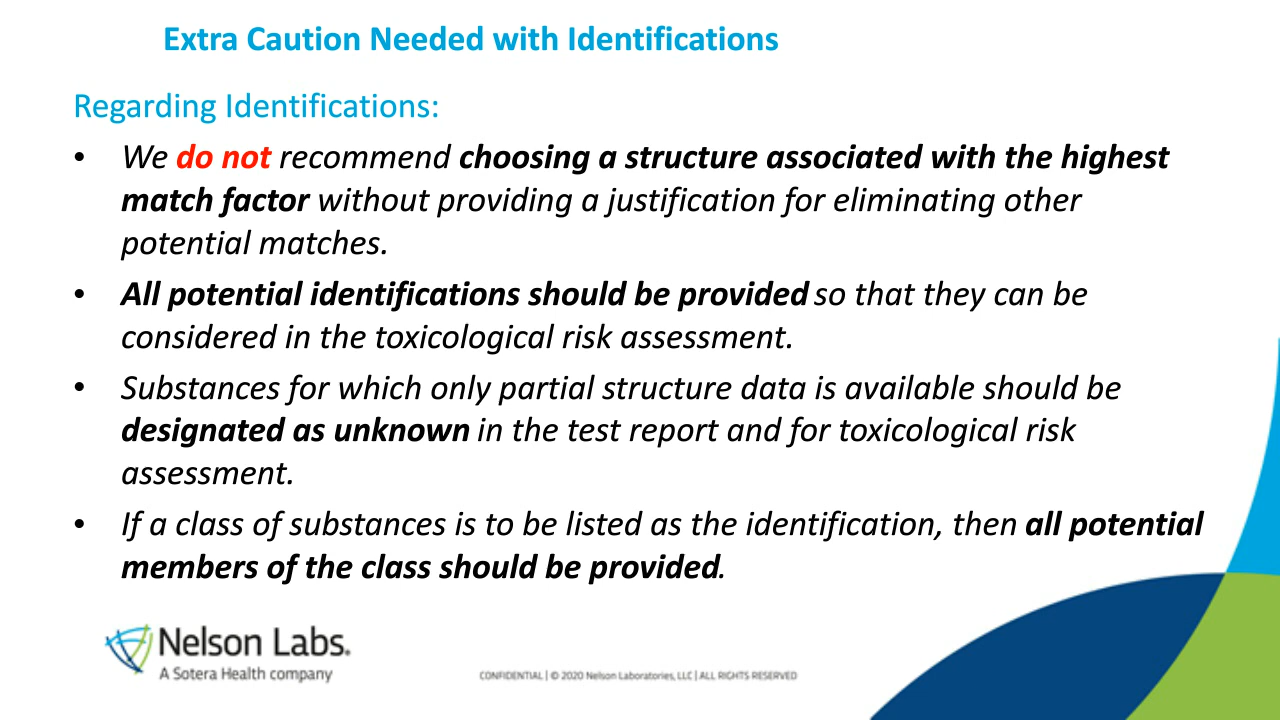 Extra Caution Needed with Identifications
Regarding Identifications:
• We do not recommend choosing a structure associated with the highest
match factor without providing a justification for eliminating other
potential matches.
• All potential identifications should be provided so that they can be
considered in the toxicological risk assessment.
• Substances for which only partial structure data is available should be
designated as unknown in the test report and for toxicological risk
assessment.
• If a class of substances is to be listed as the identification, then all potential
members of the class should be provided.
Nelson Labs.
A Sotera Health company
CONFIDENTIAL | © 2020 Nelson Laboratories, LLC | ALL RIGHTS RESERVED